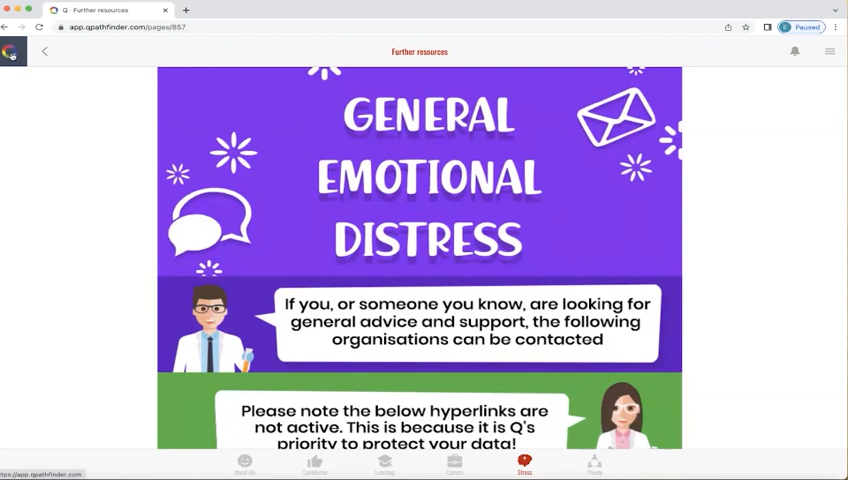 Q · Further resources
app.qpathfinder.com/pages/857
E
Paused
Further resources
GENERAL
EMOTIONAL
DISTRESS
If you, or someone you know, are looking for
general advice and support, the following
organisations can be contacted
Please note the below hyperlinks are
not active. This is because it is Q's
priority to protect your data!
About Me
Confidence
Learning
Careers
Stress
People
https://app.qpathfinder.com